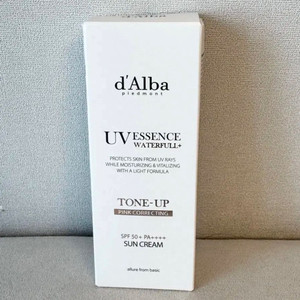 d'Alba
piedmont
UV ESSENCE
WATERFULL+
PROTECTS SKIN FROM UV RAYS
WHILE MOISTURIZING & VITALIZING
WITH A LIGHT FORMULA
TONE-UP
PINK CORRECTING
SPF 50+ PA++++
SUN CREAM
allure from basis